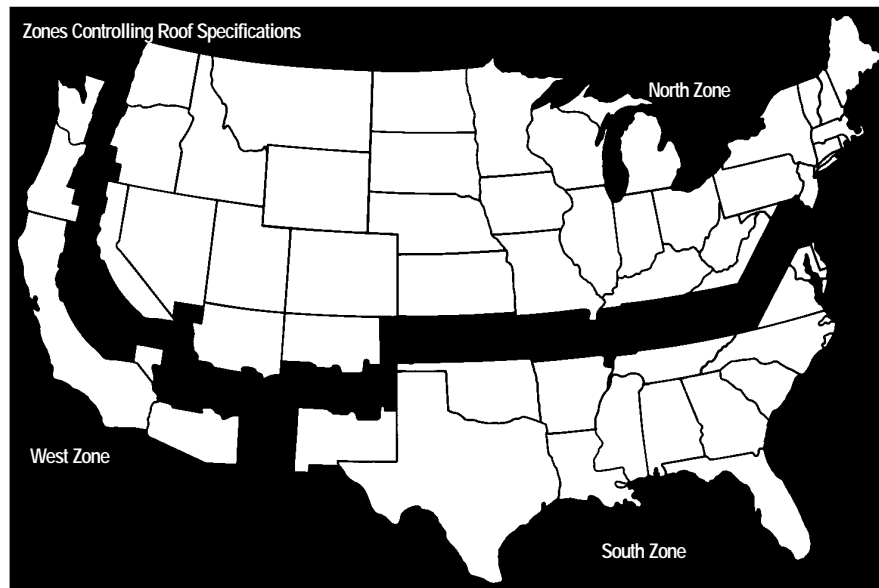 Zones Controlling Roof Specifications
North Zone
West Zone
South Zone